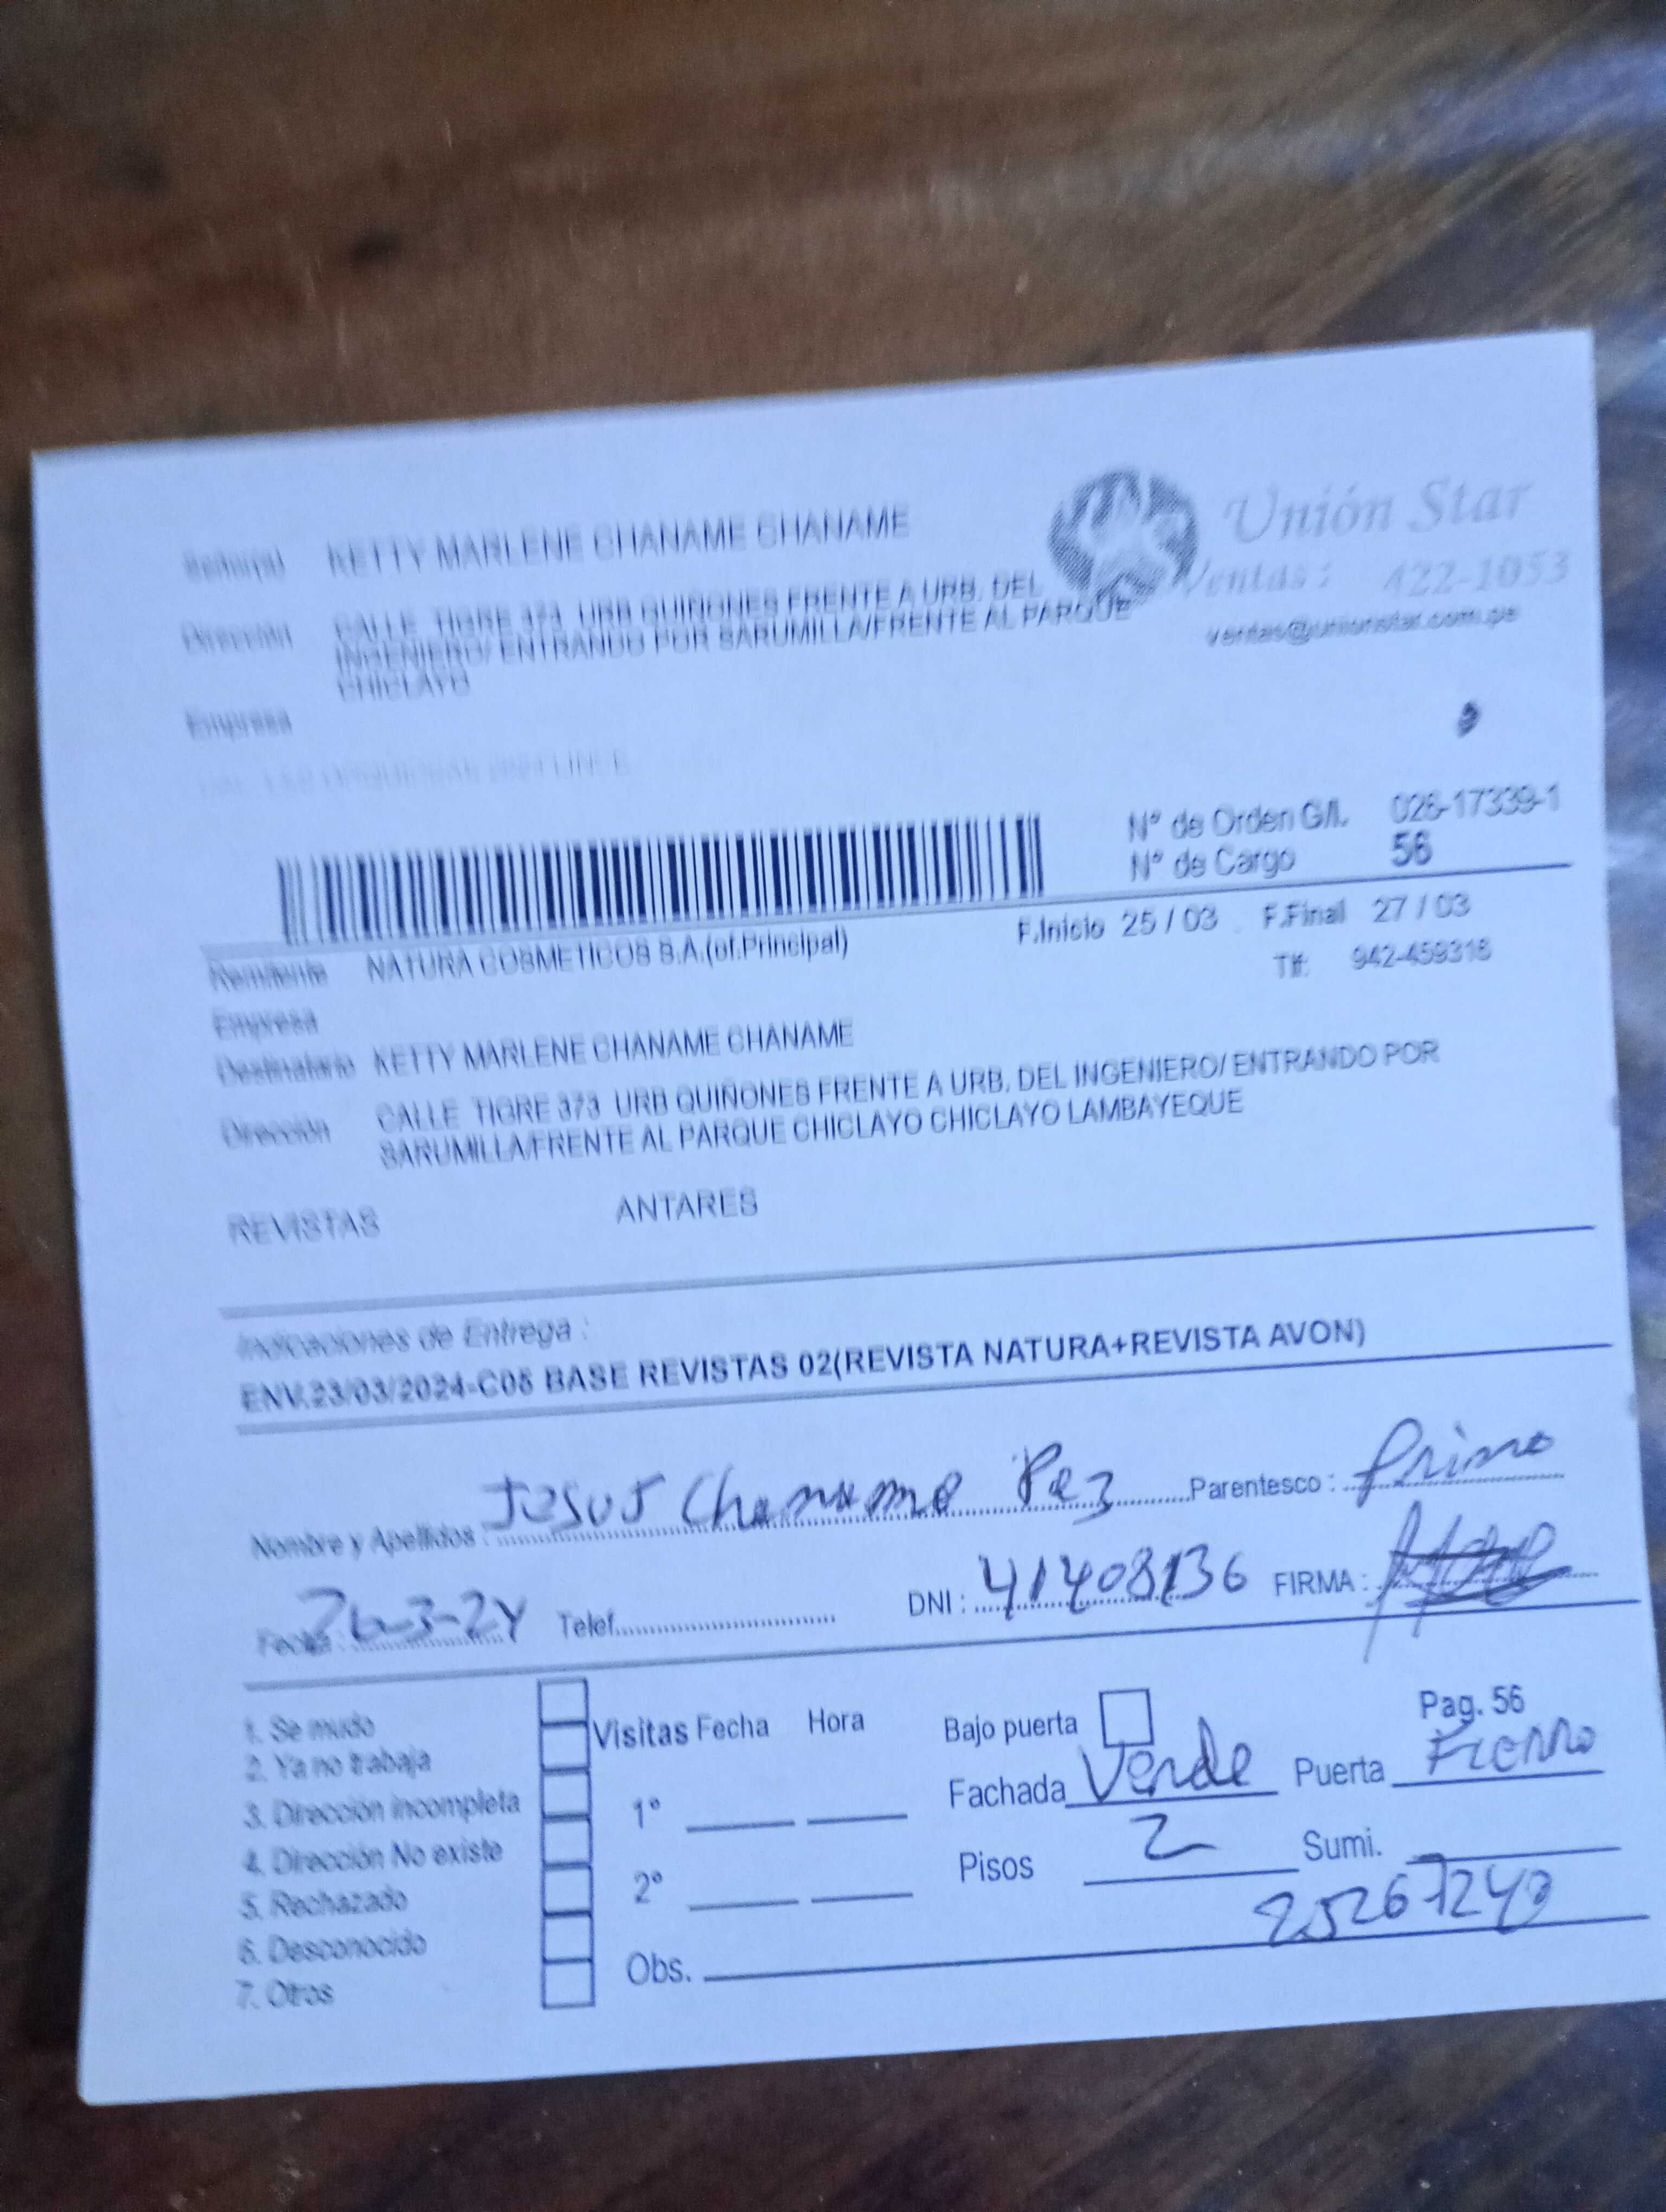 Señor(a) KETTY MARLENE CHANAME CHANAME
Unión Star
Ventas: 422-1053
ventas@unionstar.com.pe
Dirección CALLE TIGRE 373 URB QUIÑONES FRENTE A URB. DEL
INGENIERO/ ENTRANDO POR SARUMILLA/FRENTE AL PARQUE
CHICLAYO
Empresa
Nº de Orden G/L. 026-17339-1
Nº de Cargo 56
F.Inicio 25 / 03 F.Final 27 / 03
Remitente NATURA COSMETICOS S.A.(of.Principal)
Tlf: 942-459316
Empresa
Destinatario KETTY MARLENE CHANAME CHANAME
Dirección CALLE TIGRE 373 URB QUIÑONES FRENTE A URB. DEL INGENIERO/ ENTRANDO POR
SARUMILLA/FRENTE AL PARQUE CHICLAYO CHICLAYO LAMBAYEQUE
REVISTAS ANTARES
Indicaciones de Entrega :
ENV.23/03/2024-C05 BASE REVISTAS 02(REVISTA NATURA+REVISTA AVON)
Nombre y Apellidos : Jesus Chaname Paz Parentesco : Primo
Fecha : 26-3-24 Telef. DNI : 41408136 FIRMA :
1. Se mudo
2. Ya no trabaja
3. Dirección incompleta
4. Dirección No existe
5. Rechazado
6. Desconocido
7. Otros
Visitas Fecha Hora
1º
2º
Obs.
Bajo puerta
Pag. 56
Fachada Verde Puerta Fierro
Pisos 2 Sumi.
25267240